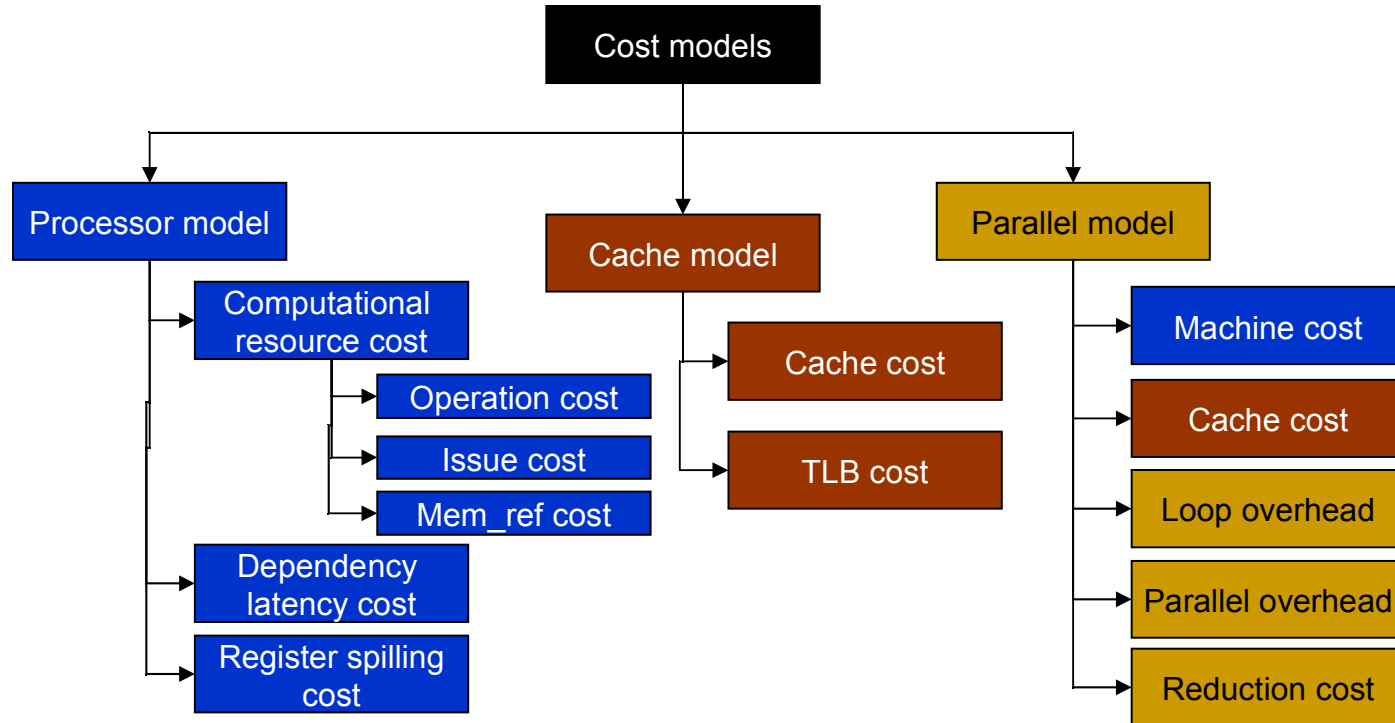 Cost models
Processor model
Cache model
Parallel model
Computational
resource cost
Operation cost
Issue cost
Mem_ref cost
Dependency
latency cost
Register spilling
cost
Cache cost
TLB cost
Machine cost
Cache cost
Loop overhead
Parallel overhead
Reduction cost